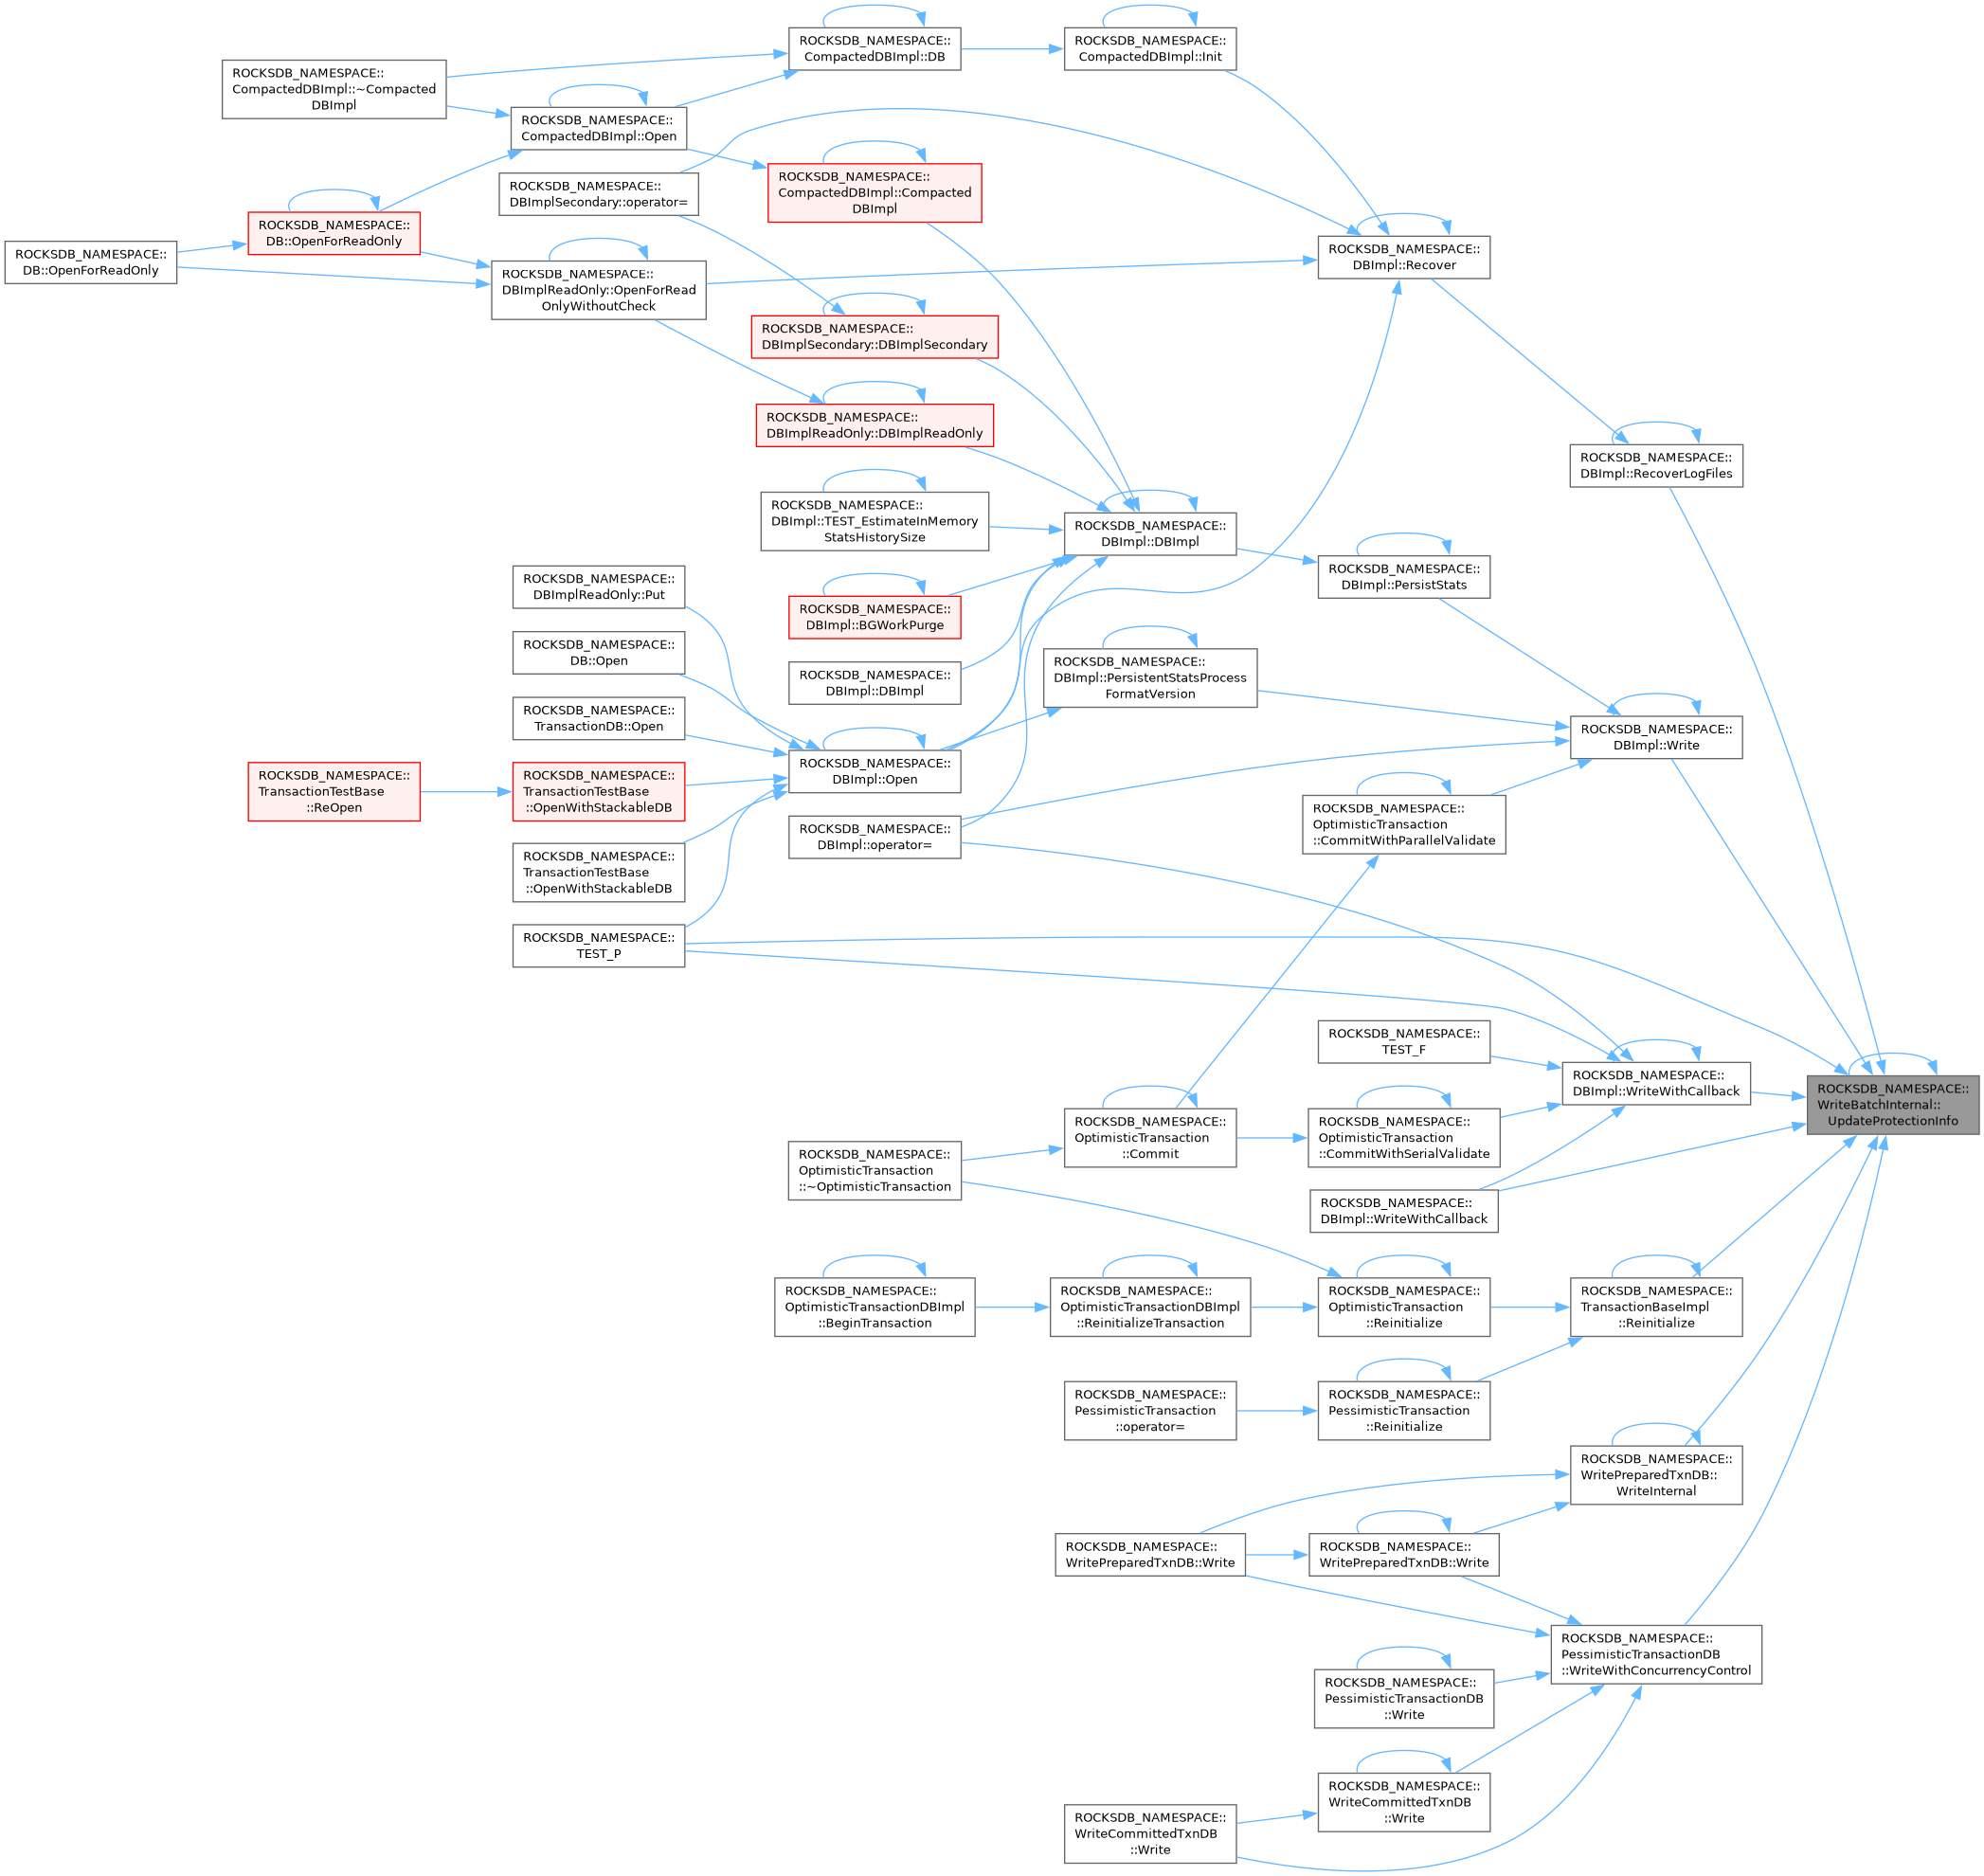 ROCKSDB_NAMESPACE::
CompactedDBImpl::DB
ROCKSDB_NAMESPACE::
CompactedDBImpl::Init
ROCKSDB_NAMESPACE::
CompactedDBImpl::~Compacted
DBImpl
ROCKSDB_NAMESPACE::
CompactedDBImpl::Open
ROCKSDB_NAMESPACE::
CompactedDBImpl::Compacted
DBImpl
ROCKSDB_NAMESPACE::
DBImplSecondary::operator=
ROCKSDB_NAMESPACE::
DB::OpenForReadOnly
ROCKSDB_NAMESPACE::
DB::OpenForReadOnly
ROCKSDB_NAMESPACE::
DBImpl::Recover
ROCKSDB_NAMESPACE::
DBImplReadOnly::OpenForRead
OnlyWithoutCheck
ROCKSDB_NAMESPACE::
DBImplSecondary::DBImplSecondary
ROCKSDB_NAMESPACE::
DBImplReadOnly::DBImplReadOnly
ROCKSDB_NAMESPACE::
DBImpl::RecoverLogFiles
ROCKSDB_NAMESPACE::
DBImpl::TEST_EstimateInMemory
StatsHistorySize
ROCKSDB_NAMESPACE::
DBImpl::DBImpl
ROCKSDB_NAMESPACE::
DBImpl::PersistStats
ROCKSDB_NAMESPACE::
DBImplReadOnly::Put
ROCKSDB_NAMESPACE::
DBImpl::BGWorkPurge
ROCKSDB_NAMESPACE::
DB::Open
ROCKSDB_NAMESPACE::
DBImpl::DBImpl
ROCKSDB_NAMESPACE::
DBImpl::PersistentStatsProcess
FormatVersion
ROCKSDB_NAMESPACE::
TransactionDB::Open
ROCKSDB_NAMESPACE::
DBImpl::Write
ROCKSDB_NAMESPACE::
DBImpl::Open
ROCKSDB_NAMESPACE::
TransactionTestBase
::ReOpen
ROCKSDB_NAMESPACE::
TransactionTestBase
::OpenWithStackableDB
ROCKSDB_NAMESPACE::
OptimisticTransaction
::CommitWithParallelValidate
ROCKSDB_NAMESPACE::
DBImpl::operator=
ROCKSDB_NAMESPACE::
TransactionTestBase
::OpenWithStackableDB
ROCKSDB_NAMESPACE::
TEST_P
ROCKSDB_NAMESPACE::
TEST_F
ROCKSDB_NAMESPACE::
DBImpl::WriteWithCallback
ROCKSDB_NAMESPACE::
WriteBatchInternal::
UpdateProtectionInfo
ROCKSDB_NAMESPACE::
OptimisticTransaction
::Commit
ROCKSDB_NAMESPACE::
OptimisticTransaction
::CommitWithSerialValidate
ROCKSDB_NAMESPACE::
OptimisticTransaction
::~OptimisticTransaction
ROCKSDB_NAMESPACE::
DBImpl::WriteWithCallback
ROCKSDB_NAMESPACE::
OptimisticTransactionDBImpl
::BeginTransaction
ROCKSDB_NAMESPACE::
OptimisticTransactionDBImpl
::ReinitializeTransaction
ROCKSDB_NAMESPACE::
OptimisticTransaction
::Reinitialize
ROCKSDB_NAMESPACE::
TransactionBaseImpl
::Reinitialize
ROCKSDB_NAMESPACE::
PessimisticTransaction
::operator=
ROCKSDB_NAMESPACE::
PessimisticTransaction
::Reinitialize
ROCKSDB_NAMESPACE::
WritePreparedTxnDB::
WriteInternal
ROCKSDB_NAMESPACE::
WritePreparedTxnDB::Write
ROCKSDB_NAMESPACE::
WritePreparedTxnDB::Write
ROCKSDB_NAMESPACE::
PessimisticTransactionDB
::WriteWithConcurrencyControl
ROCKSDB_NAMESPACE::
PessimisticTransactionDB
::Write
ROCKSDB_NAMESPACE::
WriteCommittedTxnDB
::Write
ROCKSDB_NAMESPACE::
WriteCommittedTxnDB
::Write